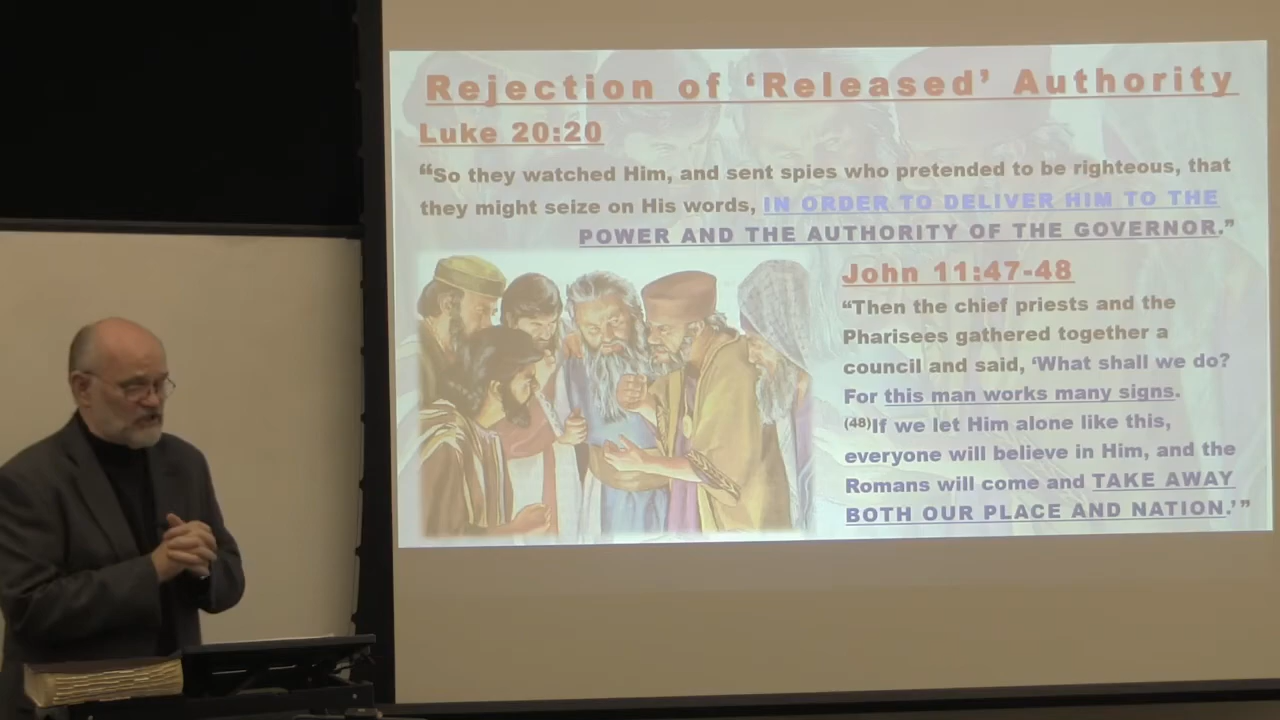 Rejection of ‘Released’ Authority
Luke 20:20
“So they watched Him, and sent spies who pretended to be righteous, that
they might seize on His words, IN ORDER TO DELIVER HIM TO THE
POWER AND THE AUTHORITY OF THE GOVERNOR.”
John 11:47-48
“Then the chief priests and the
Pharisees gathered together a
council and said, ‘What shall we do?
For this man works many signs.
(48)If we let Him alone like this,
everyone will believe in Him, and the
Romans will come and TAKE AWAY
BOTH OUR PLACE AND NATION.’”